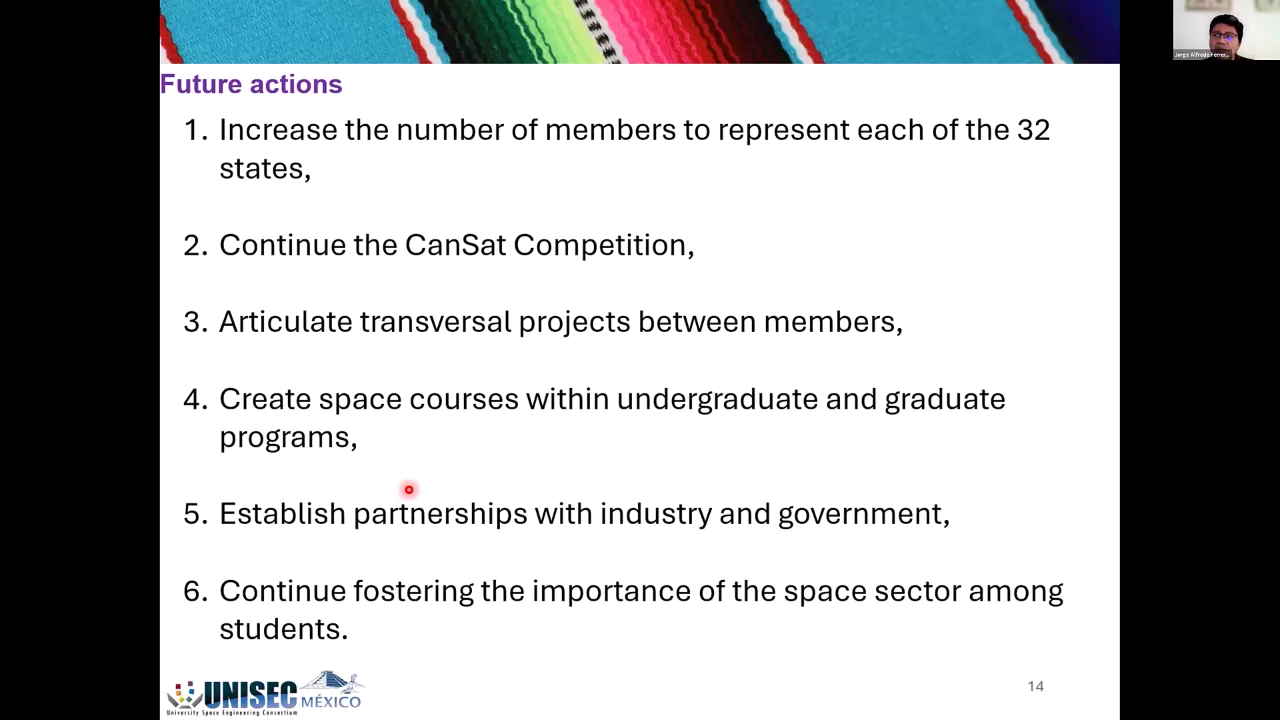 Jorge Alfredo Ferrer...
Future actions
1. Increase the number of members to represent each of the 32
states,
2. Continue the CanSat Competition,
3. Articulate transversal projects between members,
4. Create space courses within undergraduate and graduate
programs,
5. Establish partnerships with industry and government,
6. Continue fostering the importance of the space sector among
students.
UNISEC MÉXICO
University Space Engineering Consortium
14